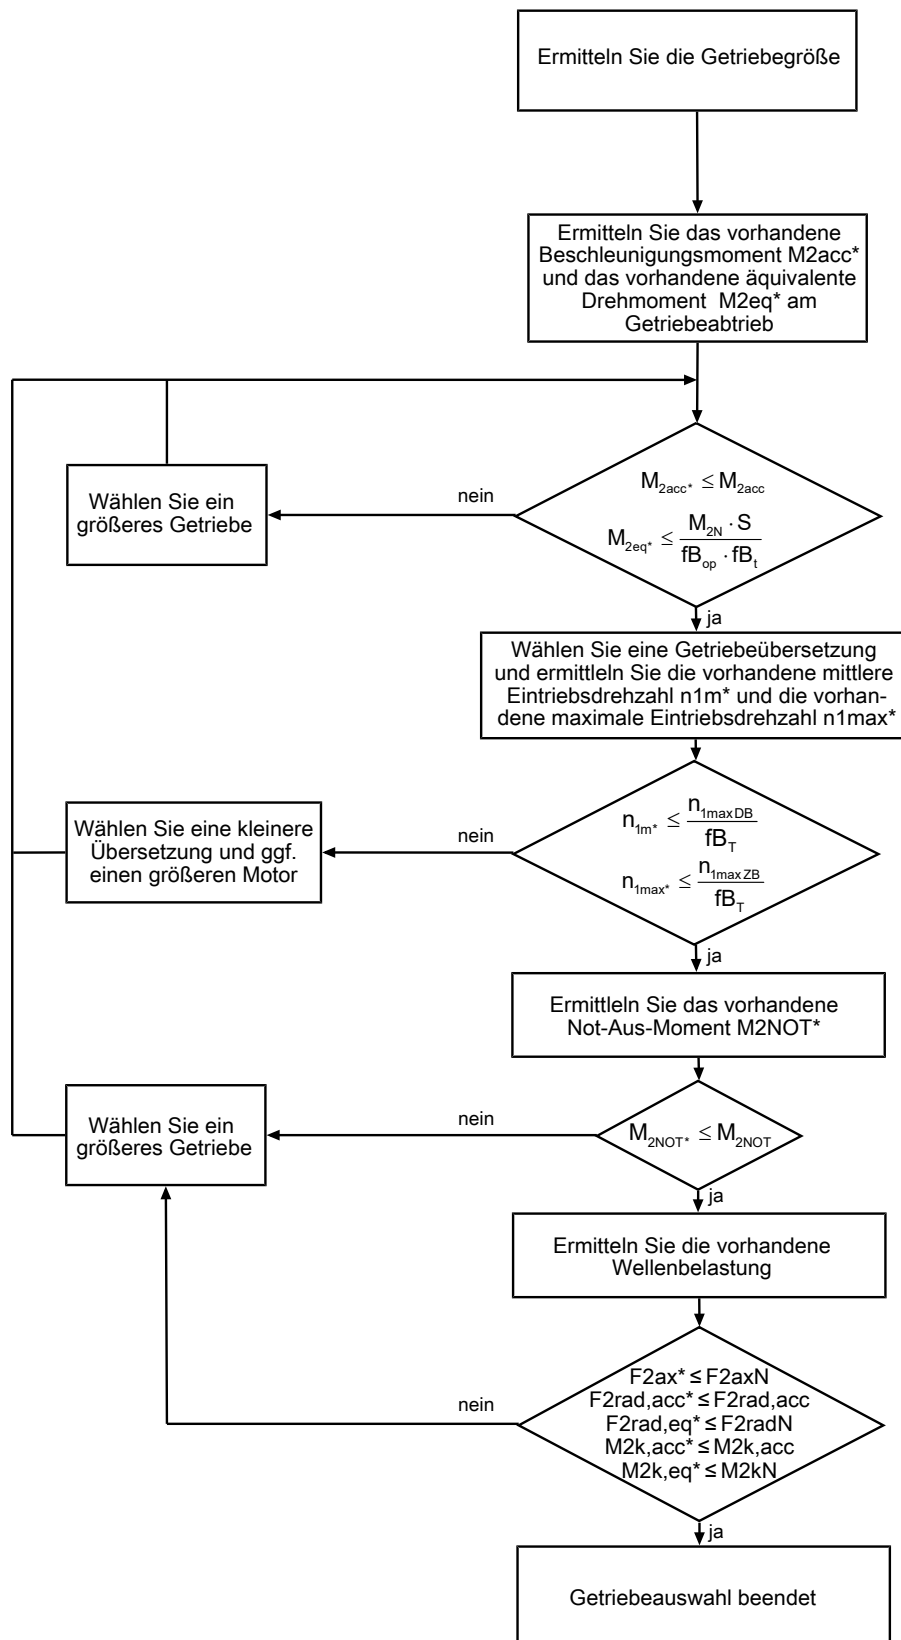 Ermitteln Sie die Getriebegröße
Ermitteln Sie das vorhandene
Beschleunigungsmoment M2acc*
und das vorhandene äquivalente
Drehmoment M2eq* am
Getriebeabtrieb
M₂acc* ≤ M₂acc
M₂eq* ≤ M₂N · S / fBop · fBt
nein
Wählen Sie ein
größeres Getriebe
ja
Wählen Sie eine Getriebeübersetzung
und ermittleln Sie die vorhandene mittlere
Eintriebsdrehzahl n1m* und die vorhan-
dene maximale Eintriebsdrehzahl n1max*
n₁m* ≤ n₁maxDB / fBT
n₁max* ≤ n₁maxZB / fBT
nein
Wählen Sie eine kleinere
Übersetzung und ggf.
einen größeren Motor
ja
Ermittleln Sie das vorhandene
Not-Aus-Moment M2NOT*
M₂NOT* ≤ M₂NOT
nein
Wählen Sie ein
größeres Getriebe
ja
Ermitteln Sie die vorhandene
Wellenbelastung
F2ax* ≤ F2axN
F2rad,acc* ≤ F2rad,acc
F2rad,eq* ≤ F2radN
M2k,acc* ≤ M2k,acc
M2k,eq* ≤ M2kN
nein
ja
Getriebeauswahl beendet